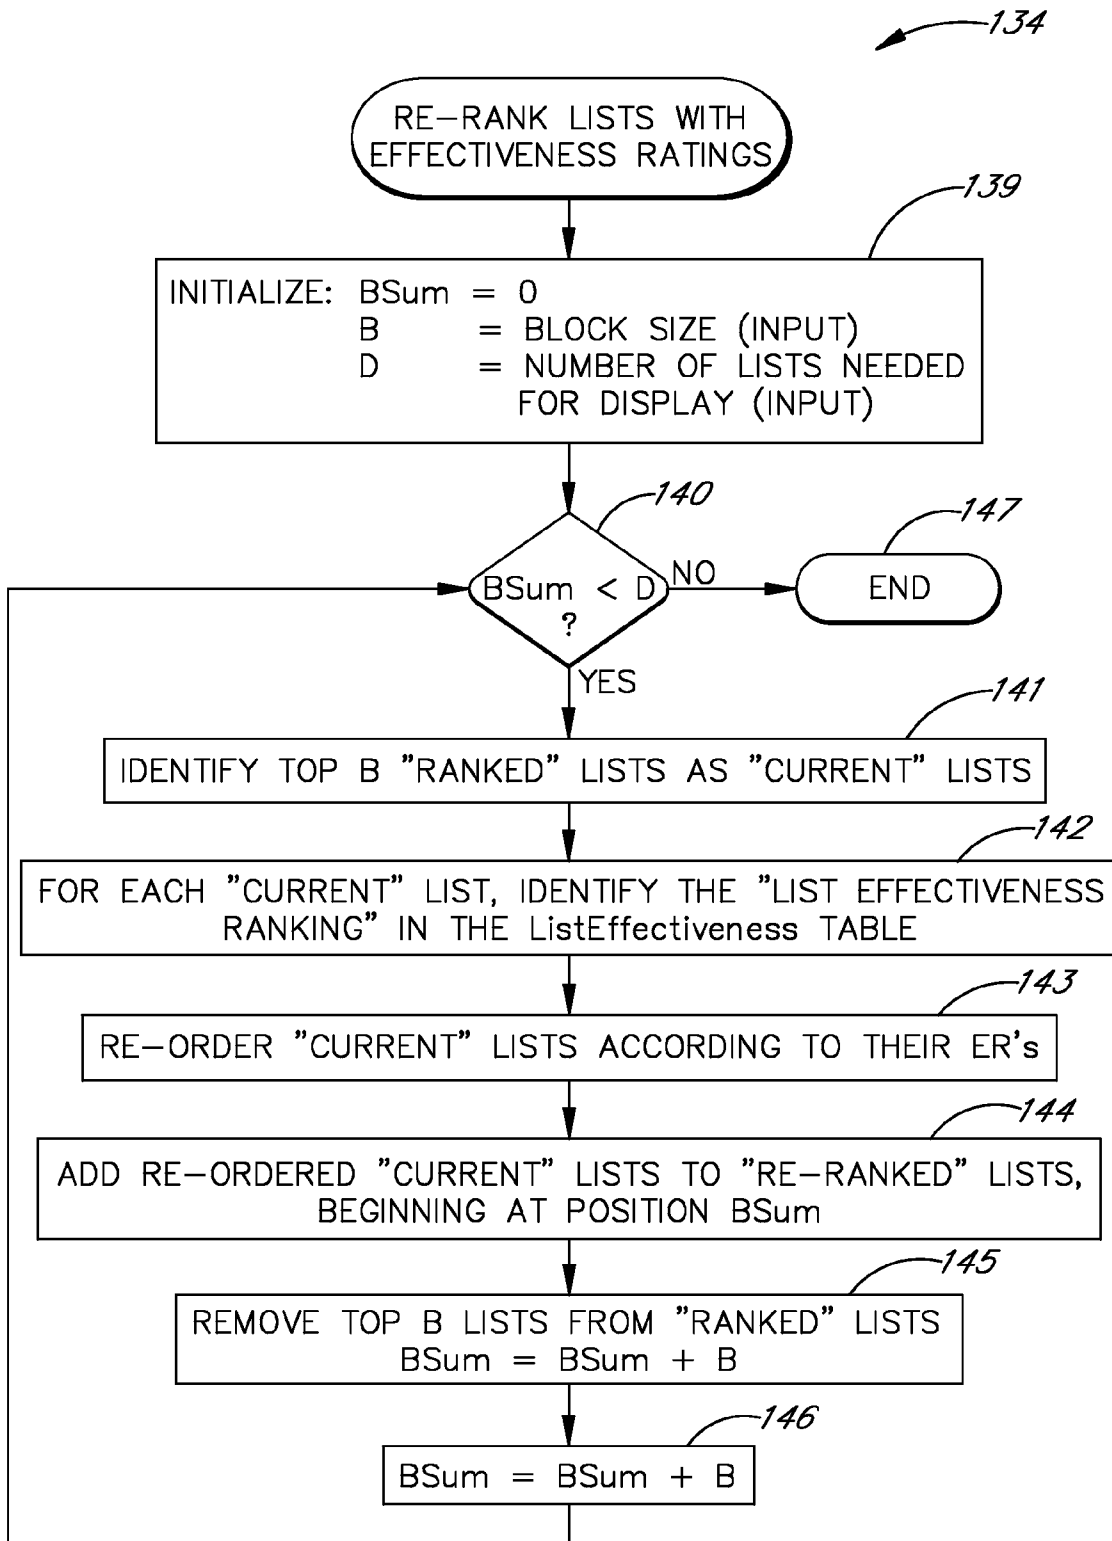 134
RE-RANK LISTS WITH
EFFECTIVENESS RATINGS
139
INITIALIZE: BSum = 0
B = BLOCK SIZE (INPUT)
D = NUMBER OF LISTS NEEDED
FOR DISPLAY (INPUT)
140
147
BSum < D
?
NO
END
YES
141
IDENTIFY TOP B "RANKED" LISTS AS "CURRENT" LISTS
142
FOR EACH "CURRENT" LIST, IDENTIFY THE "LIST EFFECTIVENESS
RANKING" IN THE ListEffectiveness TABLE
143
RE-ORDER "CURRENT" LISTS ACCORDING TO THEIR ER's
144
ADD RE-ORDERED "CURRENT" LISTS TO "RE-RANKED" LISTS,
BEGINNING AT POSITION BSum
145
REMOVE TOP B LISTS FROM "RANKED" LISTS
BSum = BSum + B
146
BSum = BSum + B